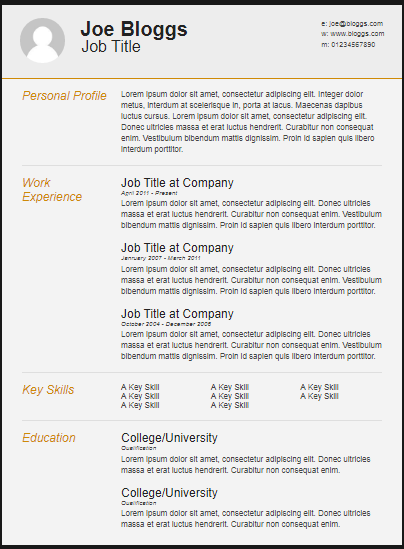 Joe Bloggs
Job Title
e: joe@bloggs.com
w: www.bloggs.com
m: 01234567890
Personal Profile
Lorem ipsum dolor sit amet, consectetur adipiscing elit. Donec dictum
metus, interdum at scelerisque in, porta at lacus. Maecenas dapibus
luctus cursus. Lorem ipsum dolor sit amet, consectetur adipiscing elit.
Donec ultricies massa et erat luctus hendrerit. Curabitur non consequat
enim. Vestibulum bibendum mattis dignissim. Proin id sapien quis libero
interdum porttitor.
Work
Experience
Job Title at Company
April 2011 - Present
Lorem ipsum dolor sit amet, consectetur adipiscing elit. Donec ultricies
massa et erat luctus hendrerit. Curabitur non consequat enim. Vestibulum
bibendum mattis dignissim. Proin id sapien quis libero interdum porttitor.
Job Title at Company
Janruary 2007 - March 2011
Lorem ipsum dolor sit amet, consectetur adipiscing elit. Donec ultricies
massa et erat luctus hendrerit. Curabitur non consequat enim. Vestibulum
bibendum mattis dignissim. Proin id sapien quis libero interdum porttitor.
Job Title at Company
October 2004 - December 2006
Lorem ipsum dolor sit amet, consectetur adipiscing elit. Donec ultricies
massa et erat luctus hendrerit. Curabitur non consequat enim. Vestibulum
bibendum mattis dignissim. Proin id sapien quis libero interdum porttitor.
Key Skills
A Key Skill A Key Skill A Key Skill
A Key Skill A Key Skill A Key Skill
A Key Skill A Key Skill
Education
College/University
Qualification
Lorem ipsum dolor sit amet, consectetur adipiscing elit. Donec ultricies
massa et erat luctus hendrerit. Curabitur non consequat enim.
College/University
Qualification
Lorem ipsum dolor sit amet, consectetur adipiscing elit. Donec ultricies
massa et erat luctus hendrerit. Curabitur non consequat enim.